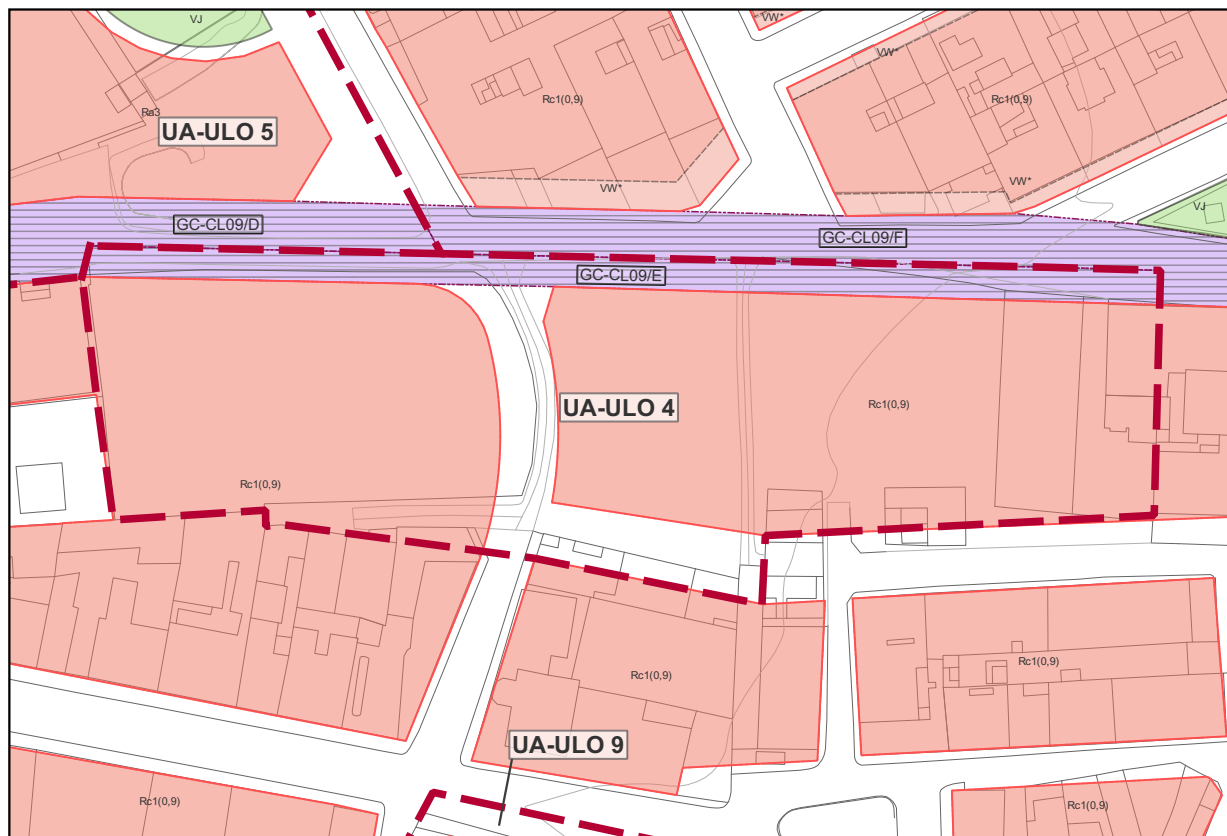 VJ
VW*
VW*
Rc1(0,9)
Rc1(0,9)
Ra3
UA-ULO 5
VW*
VW*
VJ
GC-CL09/D
GC-CL09/F
GC-CL09/E
UA-ULO 4
Rc1(0,9)
Rc1(0,9)
Rc1(0,9)
Rc1(0,9)
UA-ULO 9
Rc1(0,9)
Rc1(0,9)